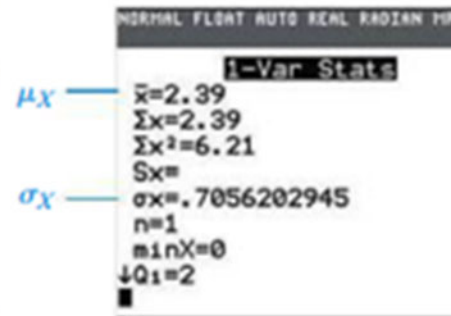 NORMAL FLOAT AUTO REAL RADIAN MP
1-Var Stats
μX
x̄=2.39
Σx=2.39
Σx²=6.21
Sx=
σX
σx=.7056202945
n=1
minX=0
↓Q₁=2